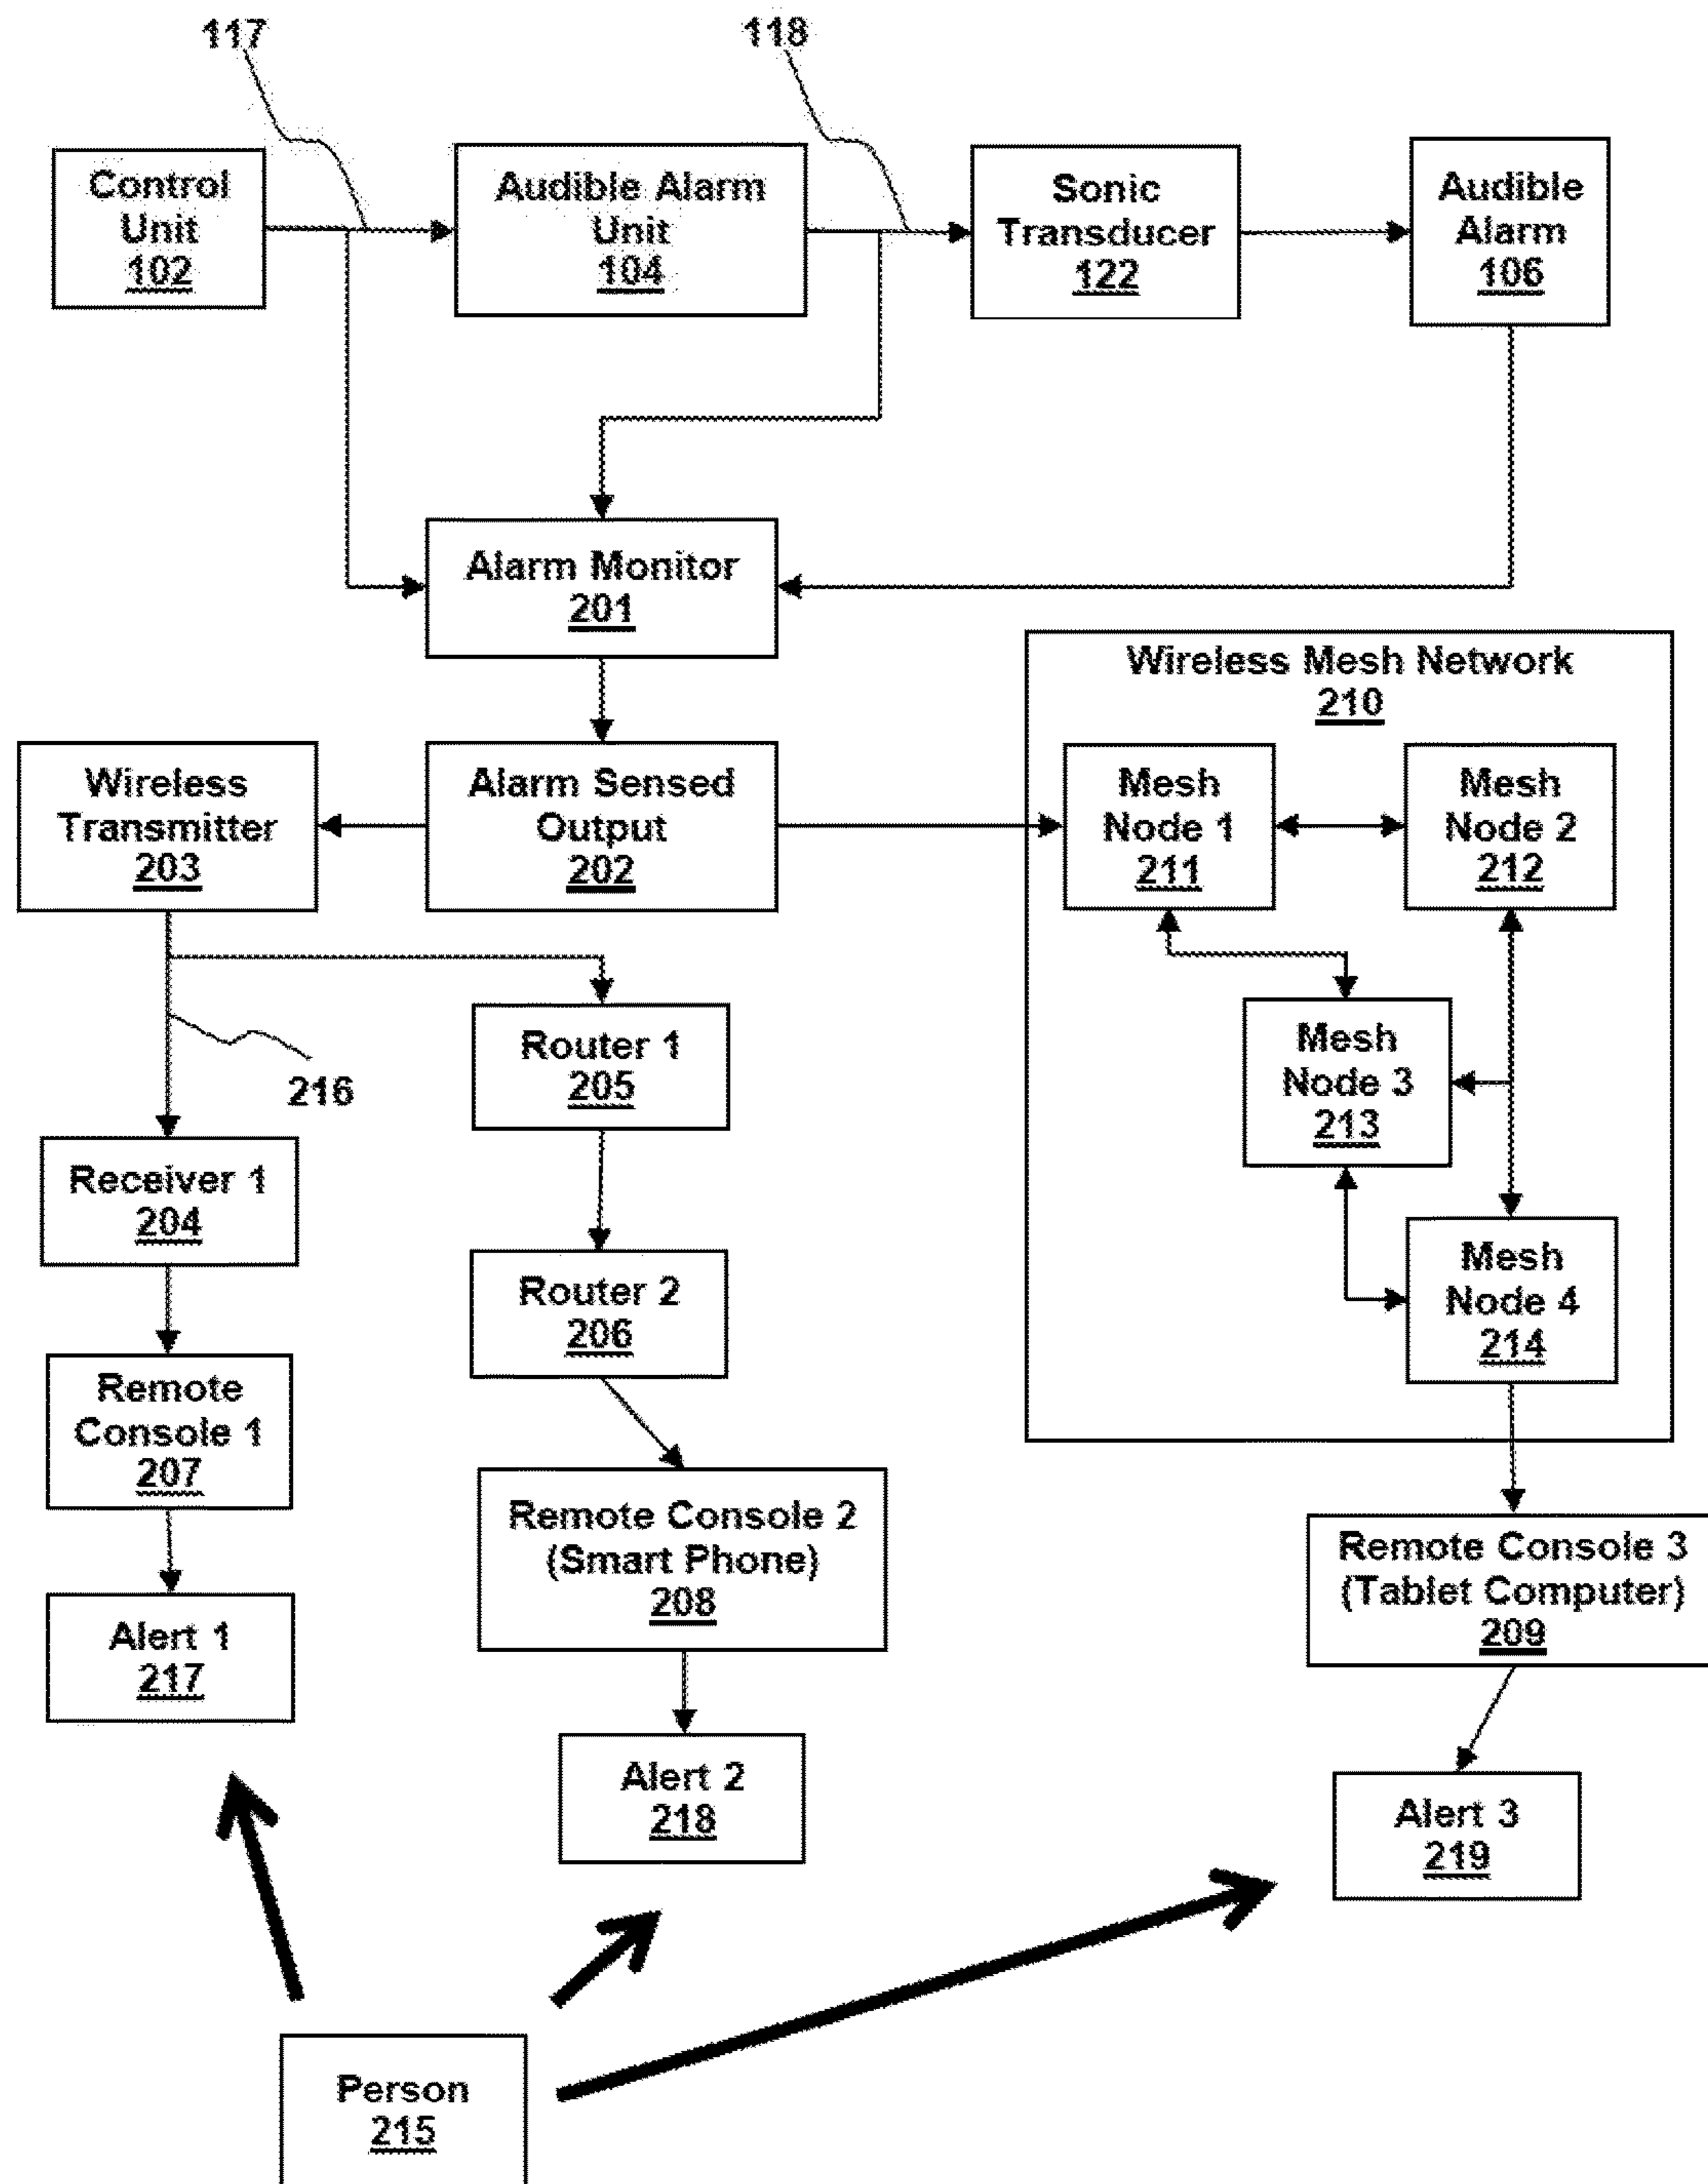 117
118
Control
Unit
102
Audible Alarm
Unit
104
Sonic
Transducer
122
Audible
Alarm
106
Alarm Monitor
201
Wireless Mesh Network
210
Wireless
Transmitter
203
Alarm Sensed
Output
202
Mesh
Node 1
211
Mesh
Node 2
212
Router 1
205
216
Mesh
Node 3
213
Receiver 1
204
Router 2
206
Mesh
Node 4
214
Remote
Console 1
207
Remote Console 2
(Smart Phone)
208
Remote Console 3
(Tablet Computer)
209
Alert 1
217
Alert 2
218
Alert 3
219
Person
215